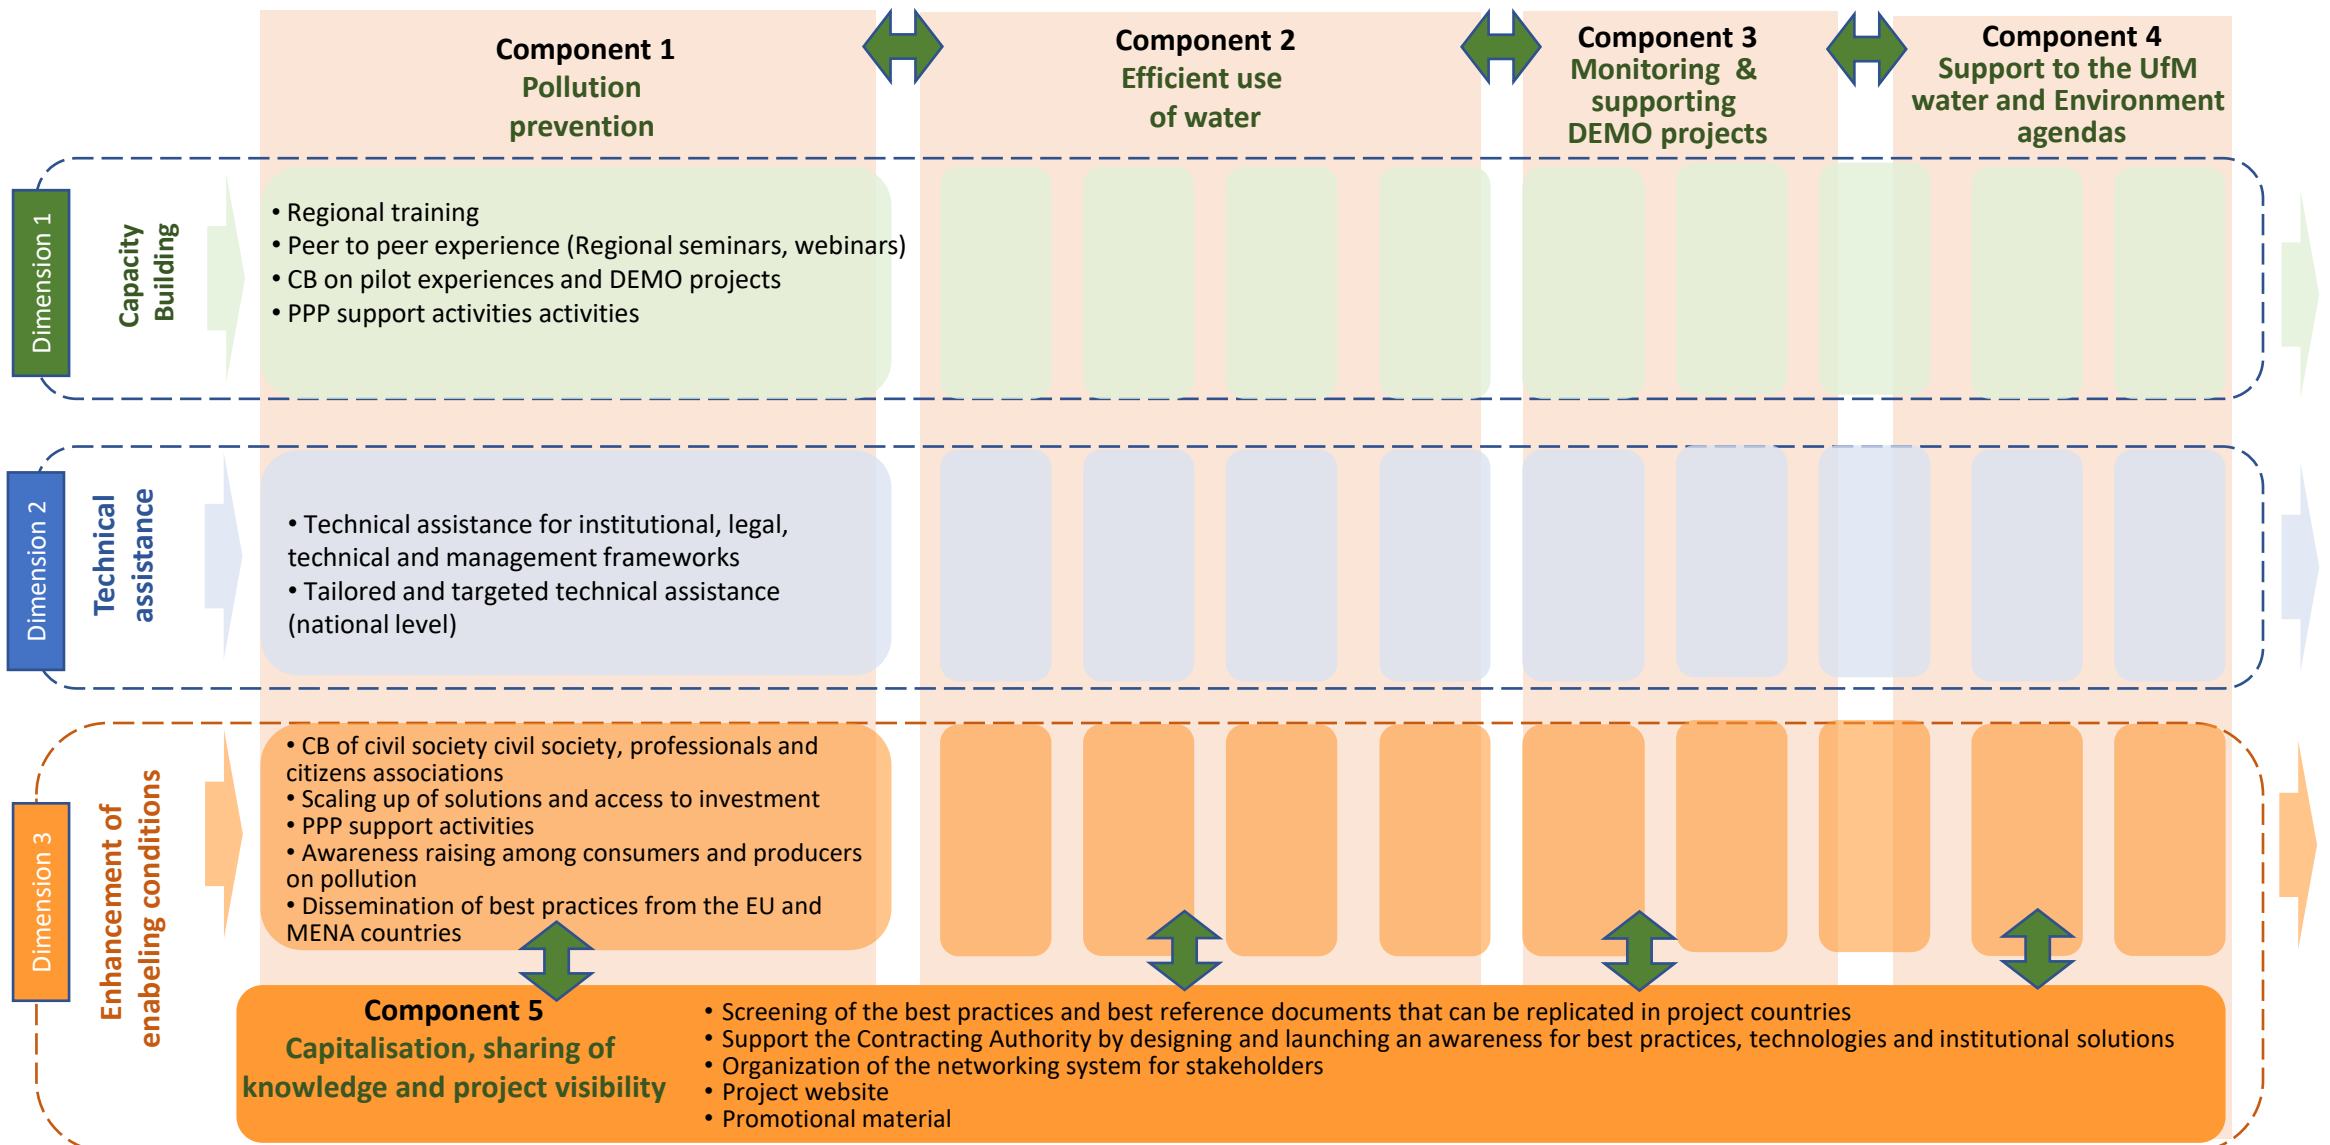 Component 1
Pollution
prevention
Component 2
Efficient use
of water
Component 3
Monitoring & 
supporting
DEMO projects
Component 4
Support to the UfM
water and Environment
agendas
Dimension 1
Capacity
Building
• Regional training
• Peer to peer experience (Regional seminars, webinars)
• CB on pilot experiences and DEMO projects
• PPP support activities activities
Dimension 2
Technical
assistance
• Technical assistance for institutional, legal,
technical and management frameworks
• Tailored and targeted technical assistance
(national level)
Dimension 3
Enhancement of
enabeling conditions
• CB of civil society civil society, professionals and
citizens associations
• Scaling up of solutions and access to investment
• PPP support activities
• Awareness raising among consumers and producers
on pollution
• Dissemination of best practices from the EU and
MENA countries
Component 5
Capitalisation, sharing of
knowledge and project visibility
• Screening of the best practices and best reference documents that can be replicated in project countries
• Support the Contracting Authority by designing and launching an awareness for best practices, technologies and institutional solutions
• Organization of the networking system for stakeholders
• Project website
• Promotional material